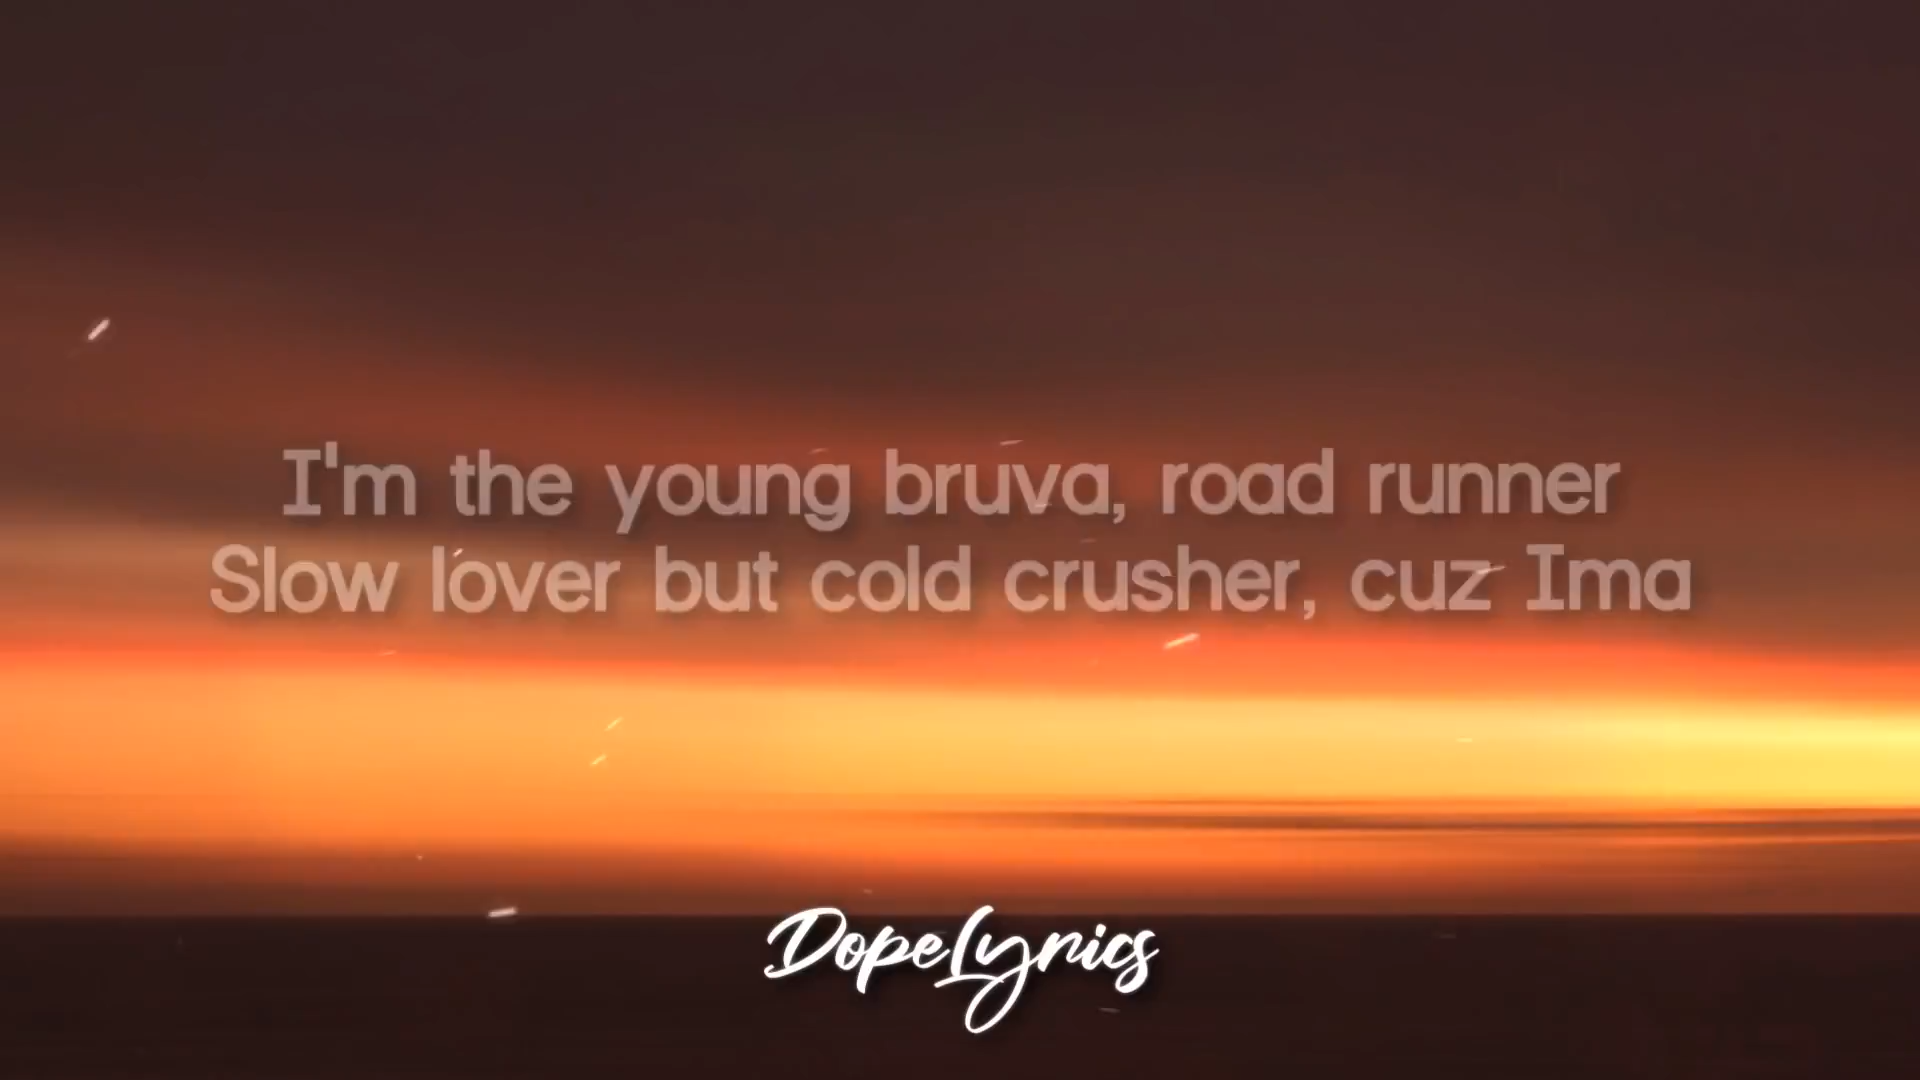 I'm the young bruva, road runner
Slow lover but cold crusher, cuz Ima
DopeLyrics